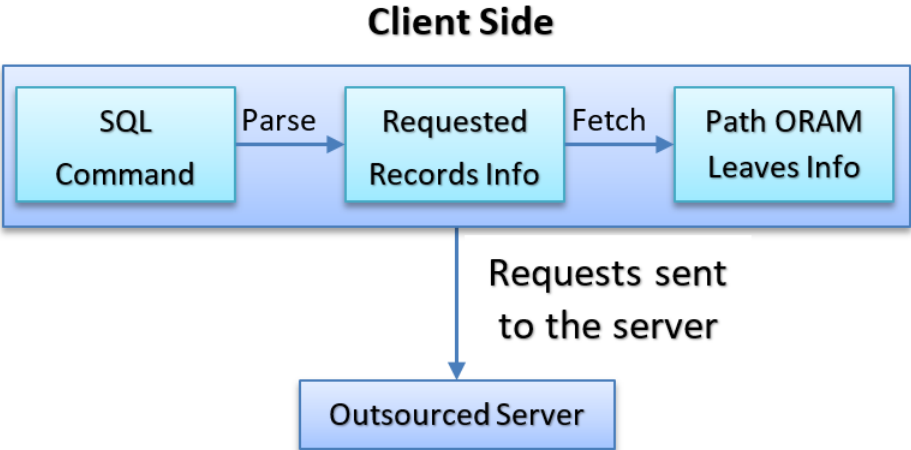 Client Side
SQL
Command
Parse
Requested
Records Info
Fetch
Path ORAM
Leaves Info
Requests sent
to the server
Outsourced Server